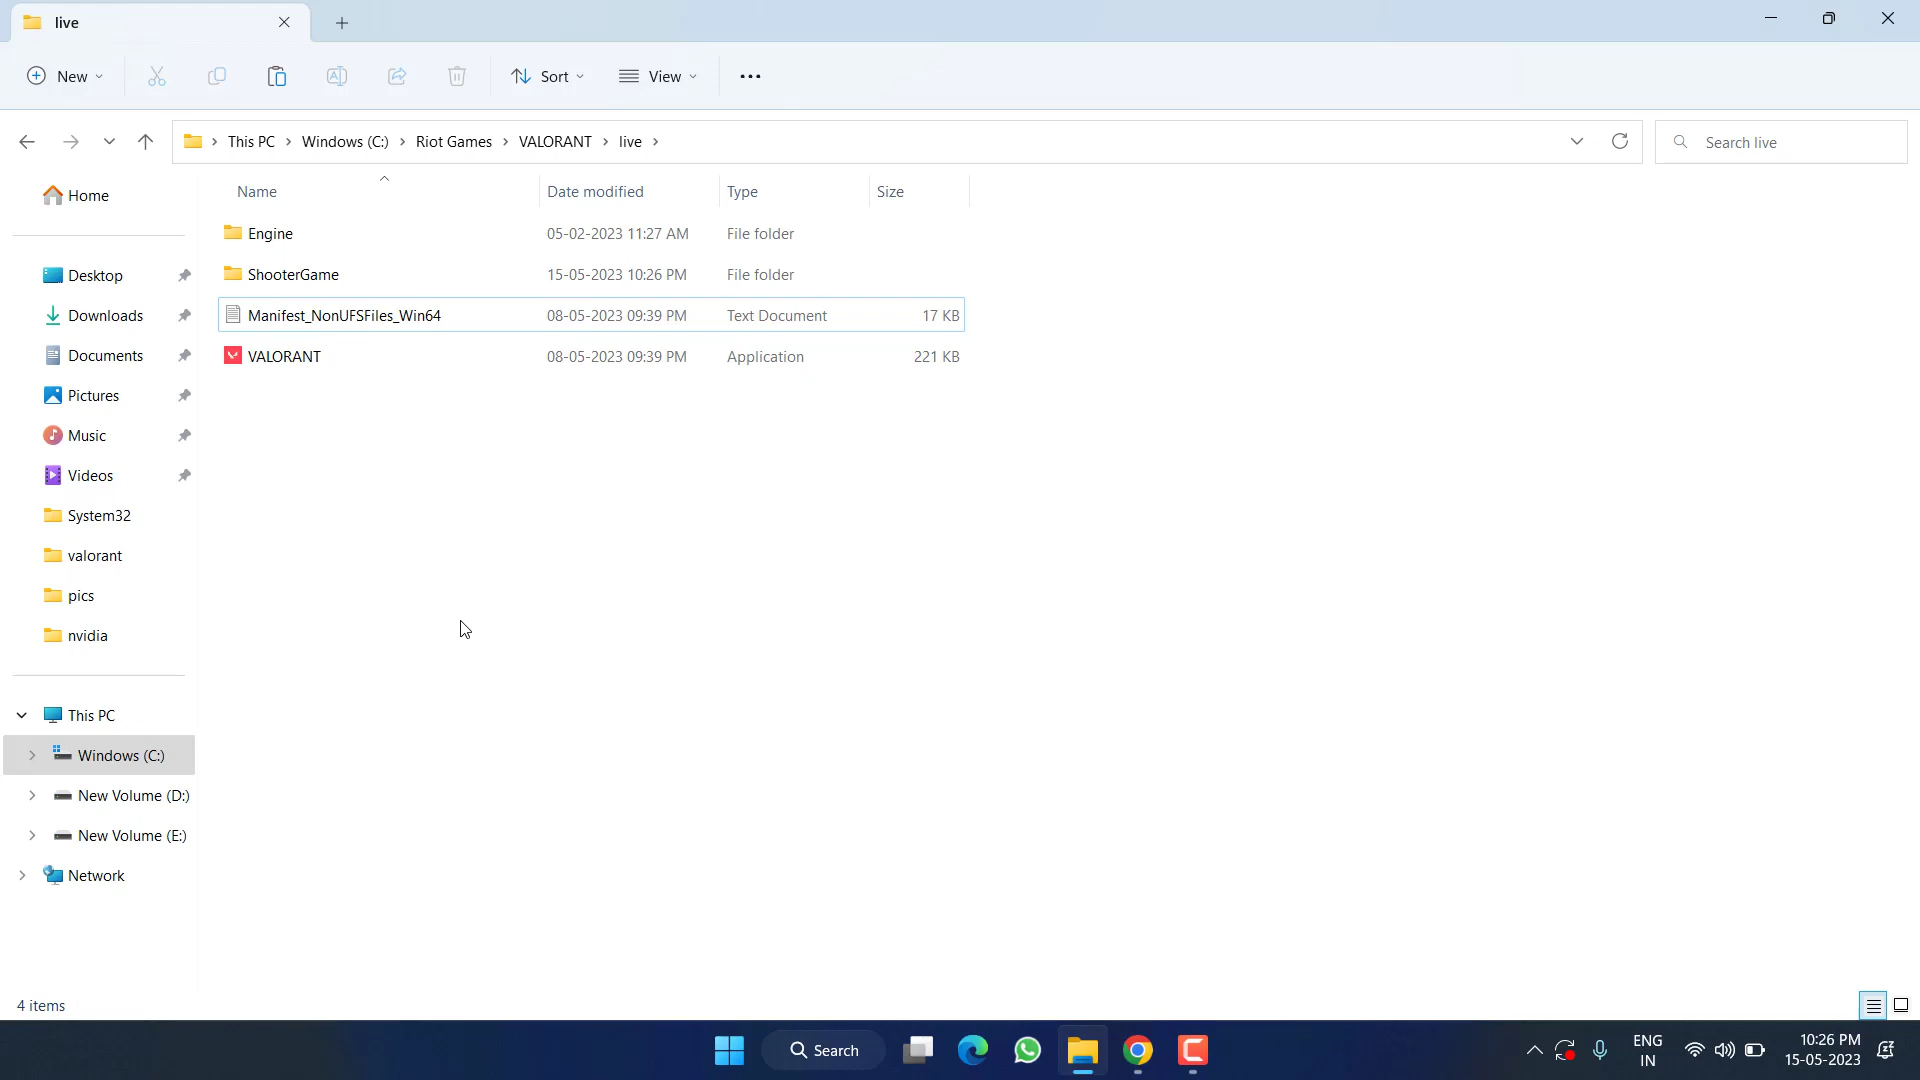 live
New
Sort
View
This PC
Windows (C:)
Riot Games
VALORANT
live
Search live
Name
Date modified
Type
Size
Engine
05-02-2023 11:27 AM
File folder
ShooterGame
15-05-2023 10:26 PM
File folder
Manifest_NonUFSFiles_Win64
08-05-2023 09:39 PM
Text Document
17 KB
VALORANT
08-05-2023 09:39 PM
Application
221 KB
Home
Desktop
Downloads
Documents
Pictures
Music
Videos
System32
valorant
pics
nvidia
This PC
Windows (C:)
New Volume (D:)
New Volume (E:)
Network
4 items
Search
ENG
IN
10:26 PM
15-05-2023